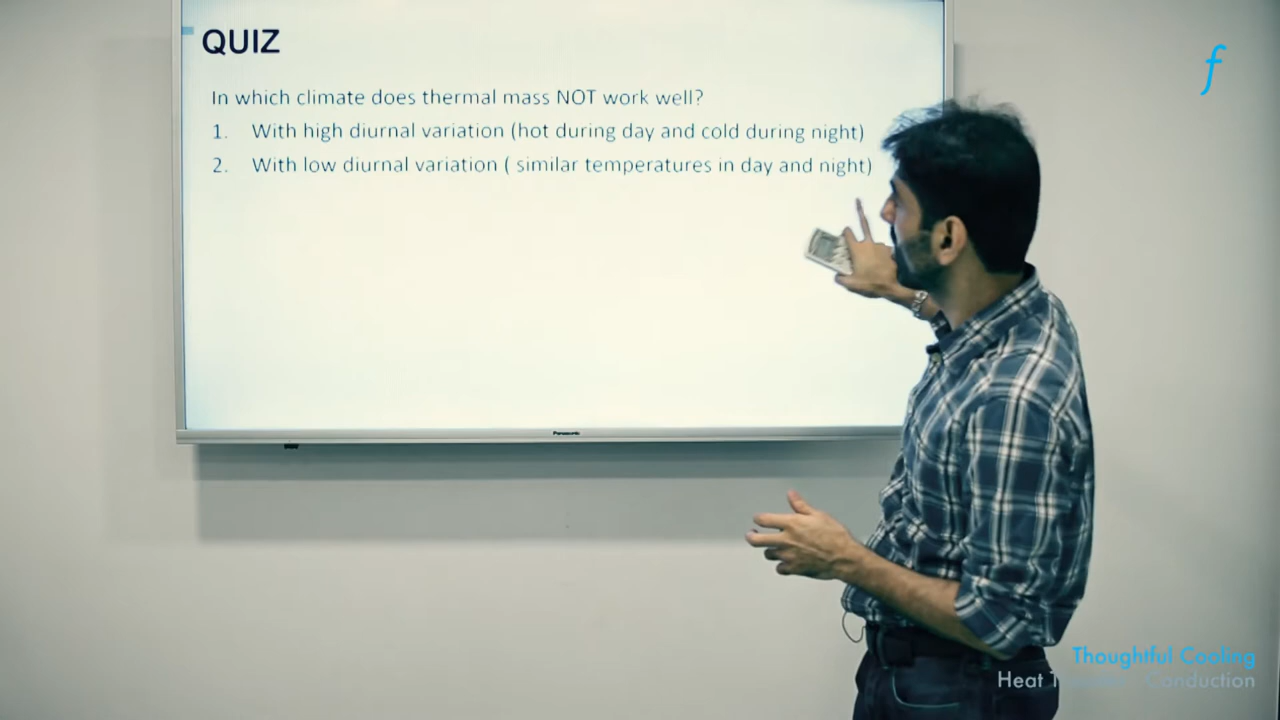 QUIZ
In which climate does thermal mass NOT work well?
1. With high diurnal variation (hot during day and cold during night)
2. With low diurnal variation ( similar temperatures in day and night)
Panasonic
f
Thoughtful Cooling
Heat Conduction